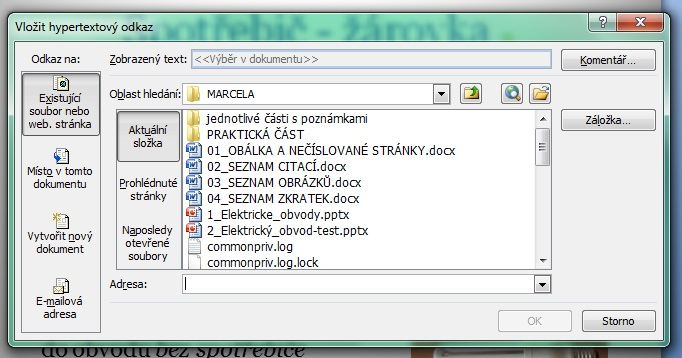 Spotřebič – žárovka
Vložit hypertextový odkaz
Odkaz na:
Zobrazený text:
<<Výběr v dokumentu>>
Komentář...
Existující
soubor nebo
web. stránka
Oblast hledání:
MARCELA
Záložka...
Místo v tomto
dokumentu
Vytvořit nový
dokument
E-mailová
adresa
Aktuální
složka
Prohlédnuté
stránky
Naposledy
otevřené
soubory
jednotlivé části s poznámkami
PRAKTICKÁ ČÁST
01_OBÁLKA A NEČÍSLOVANÉ STRÁNKY.docx
02_SEZNAM CITACÍ.docx
03_SEZNAM OBRÁZKŮ.docx
04_SEZNAM ZKRATEK.docx
1_Elektricke_obvody.pptx
2_Elektrický_obvod-test.pptx
commonpriv.log
commonpriv.log.lock
Adresa:
OK
Storno
do obvodu bez spotřebiče